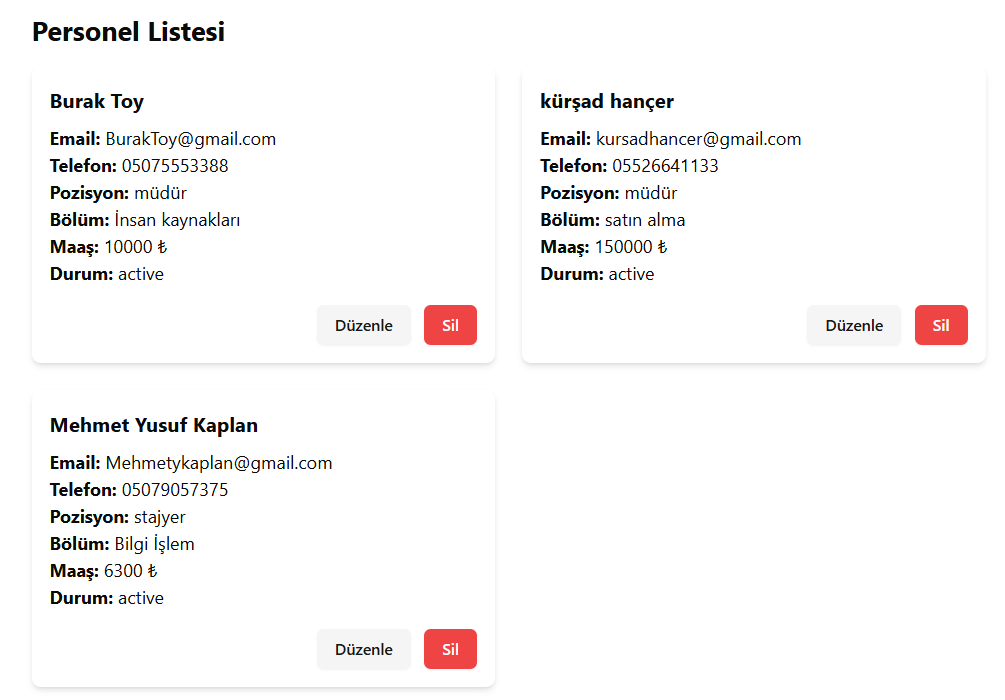 Personel Listesi
Burak Toy
Email: BurakToy@gmail.com
Telefon: 05075553388
Pozisyon: müdür
Bölüm: İnsan kaynakları
Maaş: 10000 ₺
Durum: active
Düzenle
Sil
kürşad hançer
Email: kursadhancer@gmail.com
Telefon: 05526641133
Pozisyon: müdür
Bölüm: satın alma
Maaş: 150000 ₺
Durum: active
Düzenle
Sil
Mehmet Yusuf Kaplan
Email: Mehmetykaplan@gmail.com
Telefon: 05079057375
Pozisyon: stajyer
Bölüm: Bilgi İşlem
Maaş: 6300 ₺
Durum: active
Düzenle
Sil